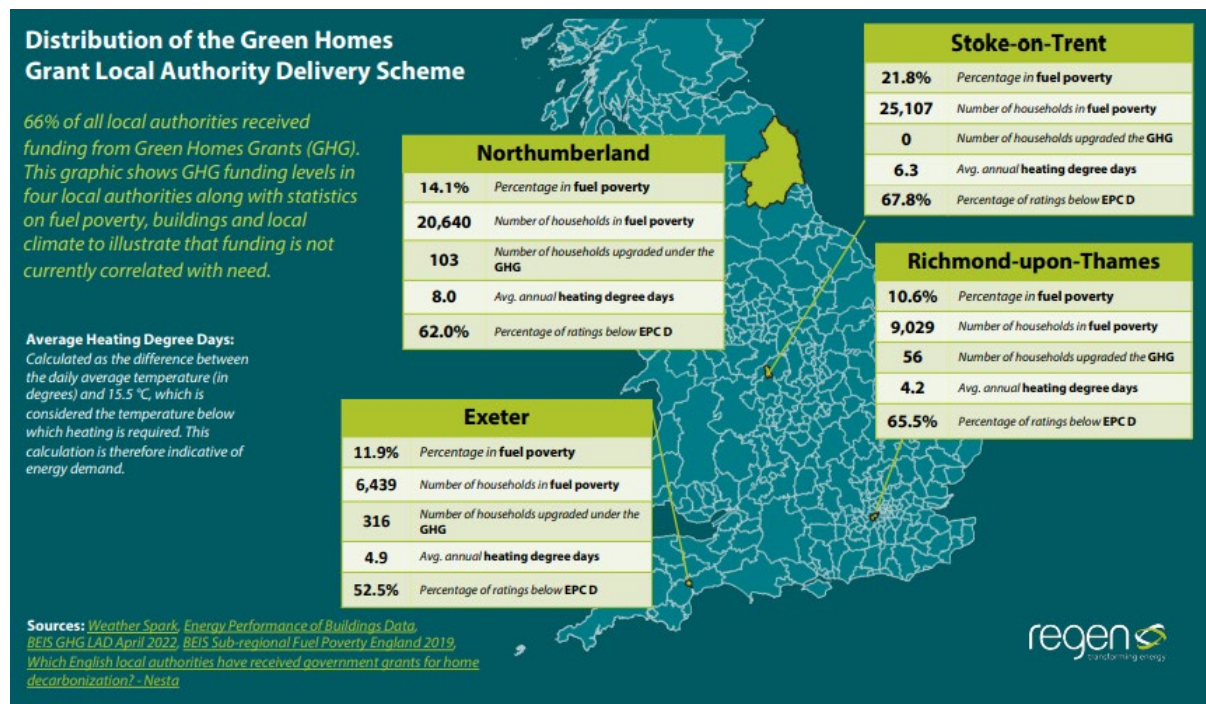 Distribution of the Green Homes
Grant Local Authority Delivery Scheme
66% of all local authorities received
funding from Green Homes Grants (GHG).
This graphic shows GHG funding levels in
four local authorities along with statistics
on fuel poverty, buildings and local
climate to illustrate that funding is not
currently correlated with need.
Average Heating Degree Days:
Calculated as the difference between
the daily average temperature (in
degrees) and 15.5 °C, which is
considered the temperature below
which heating is required. This
calculation is therefore indicative of
energy demand.
Northumberland
14.1% Percentage in fuel poverty
20,640 Number of households in fuel poverty
103 Number of households upgraded under the
GHG
8.0 Avg. annual heating degree days
62.0% Percentage of ratings below EPC D
Stoke-on-Trent
21.8% Percentage in fuel poverty
25,107 Number of households in fuel poverty
0 Number of households upgraded the GHG
6.3 Avg. annual heating degree days
67.8% Percentage of ratings below EPC D
Richmond-upon-Thames
10.6% Percentage in fuel poverty
9,029 Number of households in fuel poverty
56 Number of households upgraded the GHG
4.2 Avg. annual heating degree days
65.5% Percentage of ratings below EPC D
Exeter
11.9% Percentage in fuel poverty
6,439 Number of households in fuel poverty
316 Number of households upgraded under the
GHG
4.9 Avg. annual heating degree days
52.5% Percentage of ratings below EPC D
Sources: Weather Spark, Energy Performance of Buildings Data,
BEIS GHG LAD April 2022, BEIS Sub-regional Fuel Poverty England 2019,
Which English local authorities have received government grants for home
decarbonization? - Nesta
regen
transforming energy